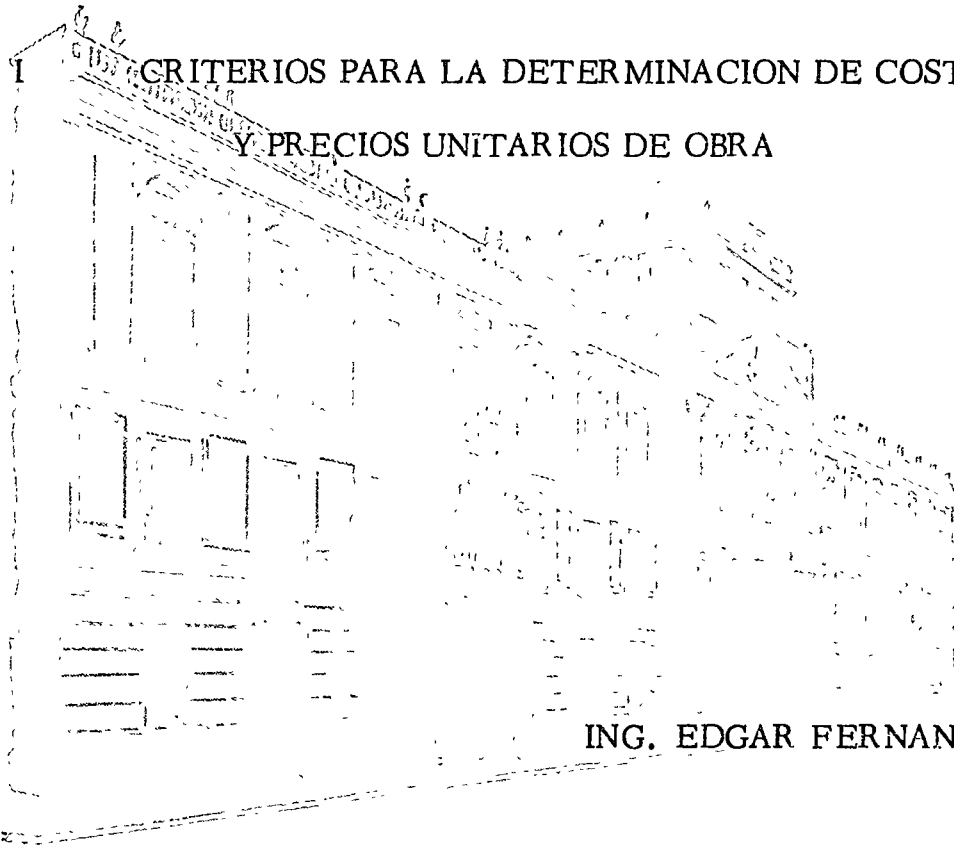 I CRITERIOS PARA LA DETERMINACION DE COST
Y PRECIOS UNITARIOS DE OBRA
ING. EDGAR FERNAN